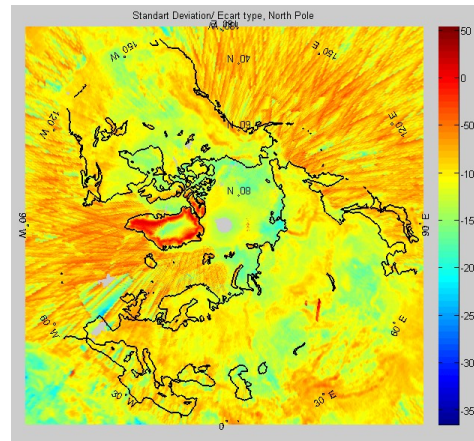 Standart Deviation/ Ecart type, North Pole
150° W
40° N
150° E
120° W
60° N
120° E
80° N
90° W
90° E
60° W
60° E
30° W
30° E
0°
50
0
-5
-10
-15
-20
-25
-30
-35